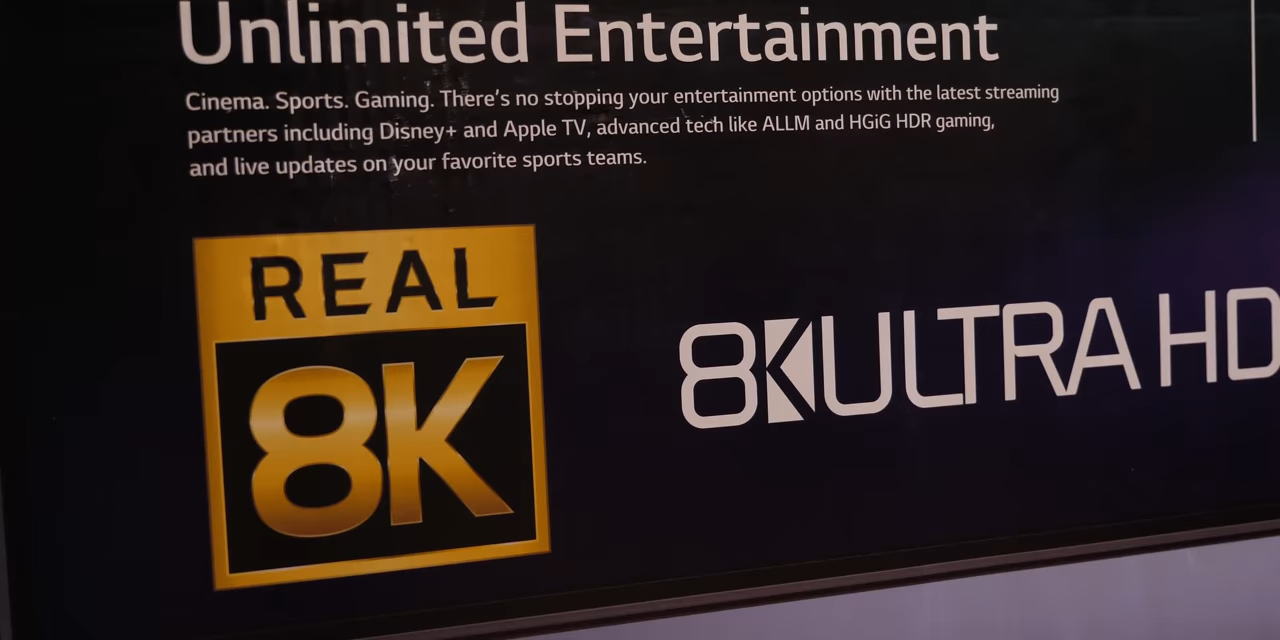 Unlimited Entertainment
Cinema. Sports. Gaming. There's no stopping your entertainment options with the latest streaming
partners including Disney+ and Apple TV, advanced tech like ALLM and HGiG HDR gaming,
and live updates on your favorite sports teams.
REAL
8K
8K ULTRA HD